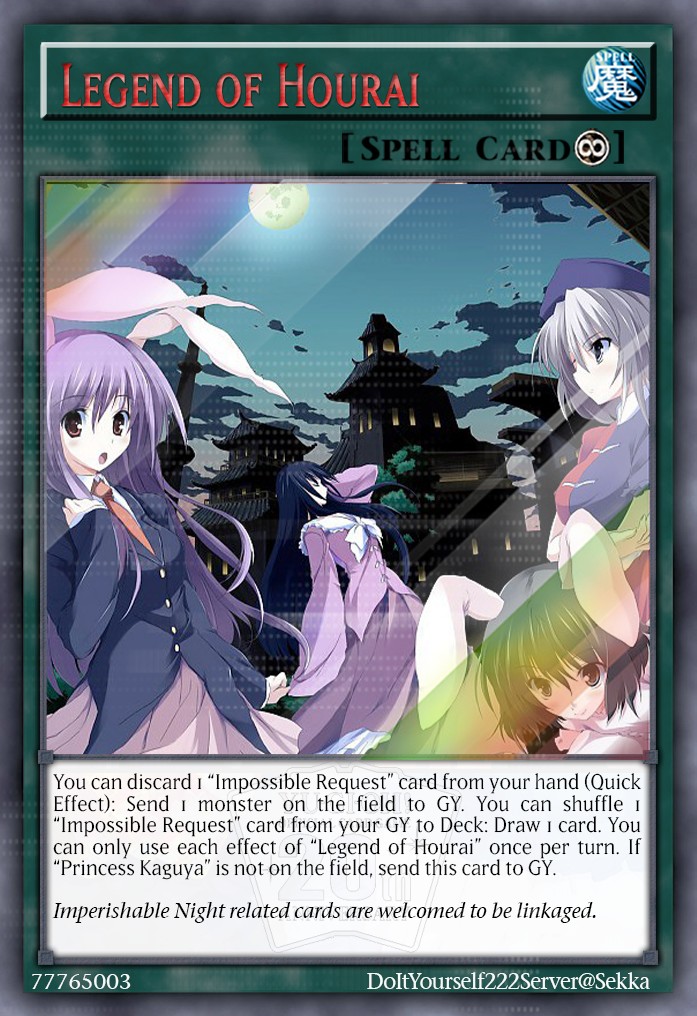 LEGEND OF HOURAI
SPELL
魔
[SPELL CARD]
You can discard 1 “Impossible Request” card from your hand (Quick
Effect): Send 1 monster on the field to GY. You can shuffle 1
“Impossible Request” card from your GY to Deck: Draw 1 card. You
can only use each effect of “Legend of Hourai” once per turn. If
“Princess Kaguya” is not on the field, send this card to GY.
Imperishable Night related cards are welcomed to be linkaged.
77765003
DoItYourself222Server@Sekka